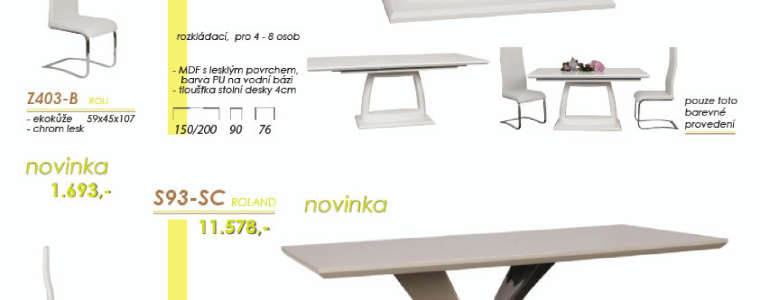 rozkládací, pro 4 - 8 osob
- MDF s lesklým povrchem,
barva PU na vodní bázi
- tloušťka stolní desky 4cm
150/200 90 76
Z403-B ROLI
- ekokůže 59x45x107
- chrom lesk
pouze toto
barevné
provedení
novinka
1.693,-
S93-SC ROLAND
11.578,-
novinka